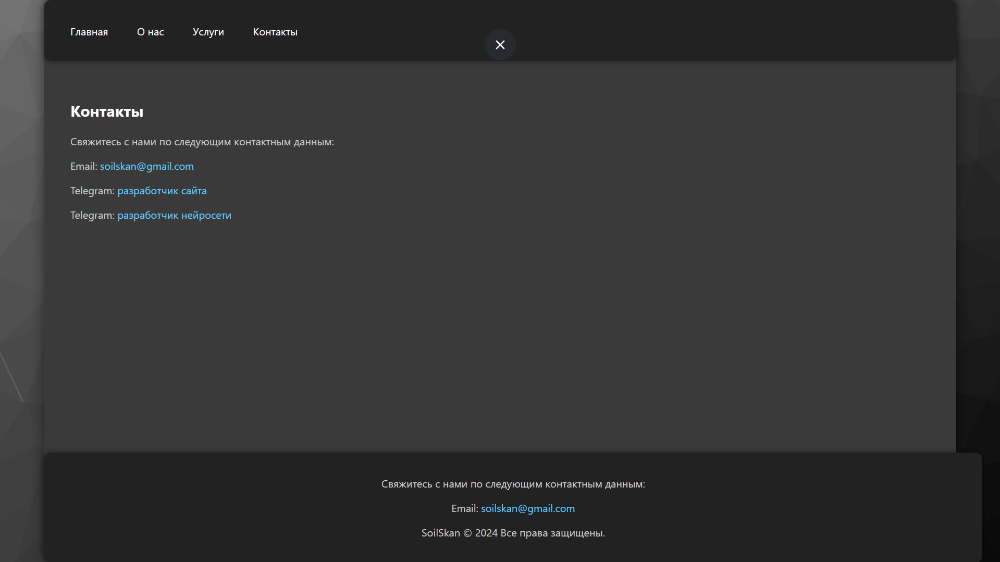 Главная О нас Услуги Контакты
Контакты
Свяжитесь с нами по следующим контактным данным:
Email: soilskan@gmail.com
Telegram: разработчик сайта
Telegram: разработчик нейросети
Свяжитесь с нами по следующим контактным данным:
Email: soilskan@gmail.com
SoilSkan © 2024 Все права защищены.